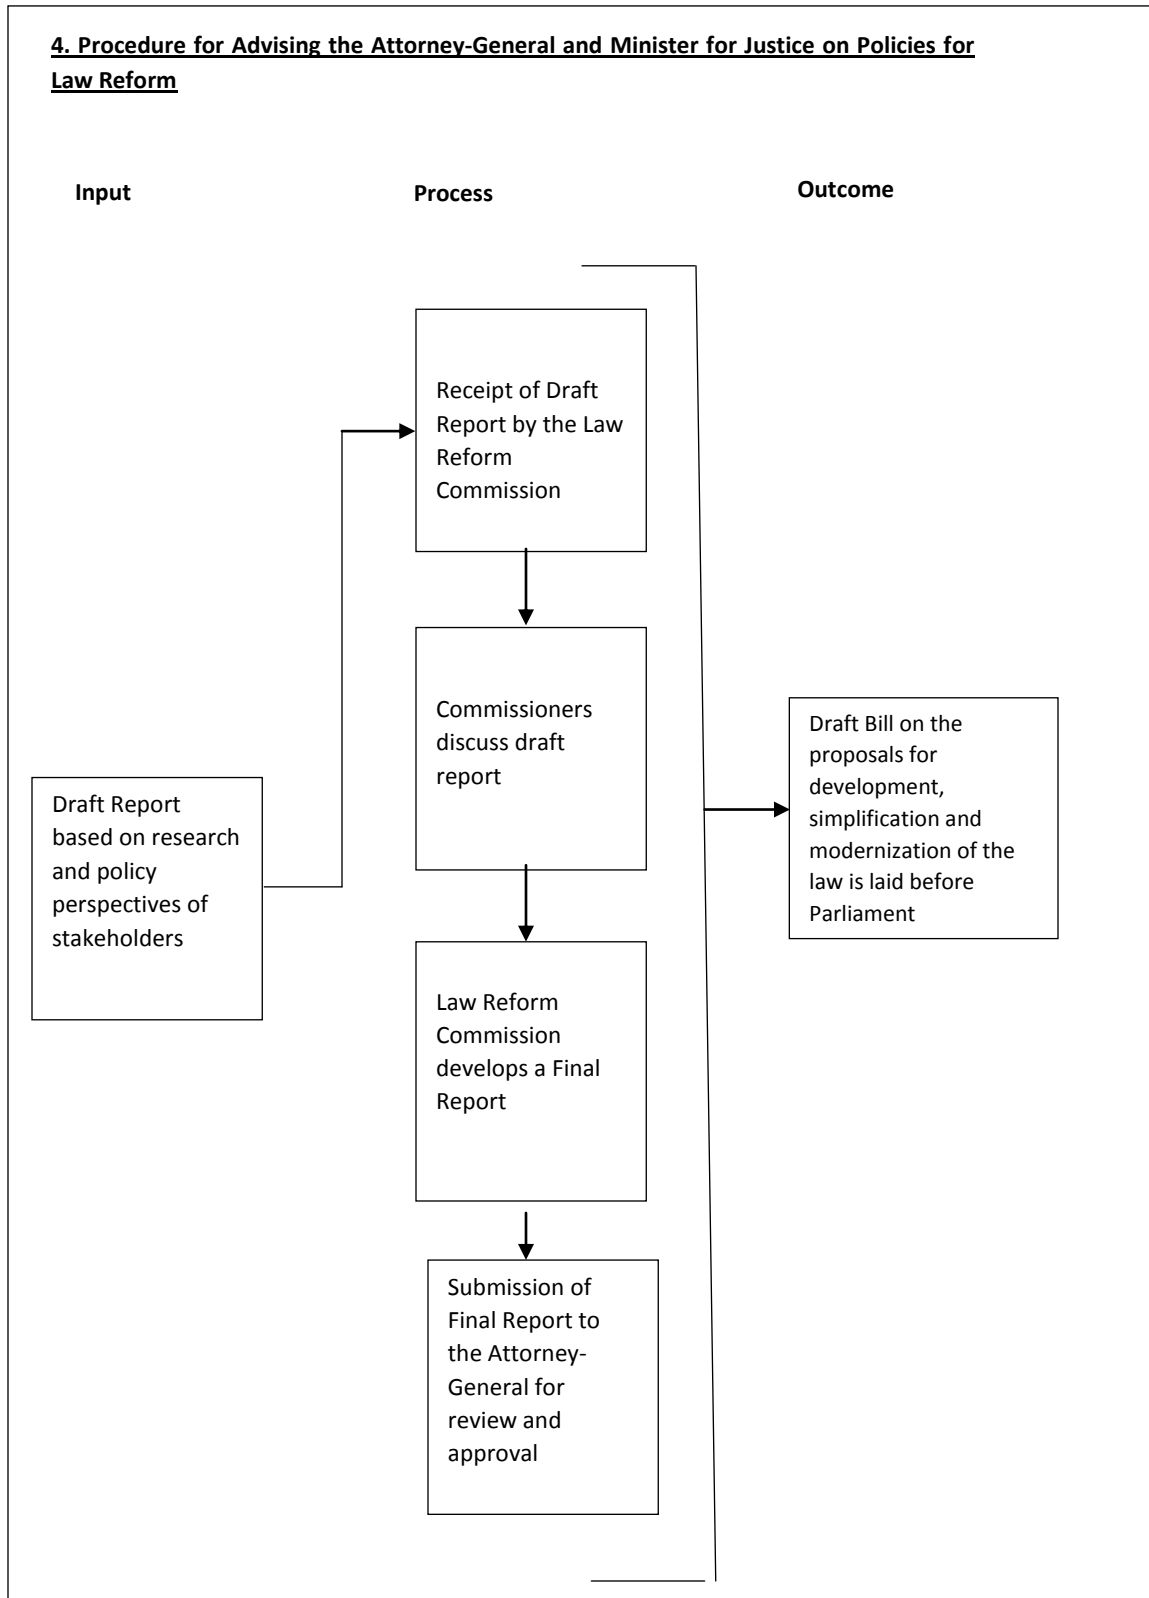 4. Procedure for Advising the Attorney-General and Minister for Justice on Policies for
Law Reform
Input
Process
Outcome
Draft Report
based on research
and policy
perspectives of
stakeholders
Receipt of Draft
Report by the Law
Reform
Commission
Commissioners
discuss draft
report
Law Reform
Commission
develops a Final
Report
Submission of
Final Report to
the Attorney-
General for
review and
approval
Draft Bill on the
proposals for
development,
simplification and
modernization of the
law is laid before
Parliament